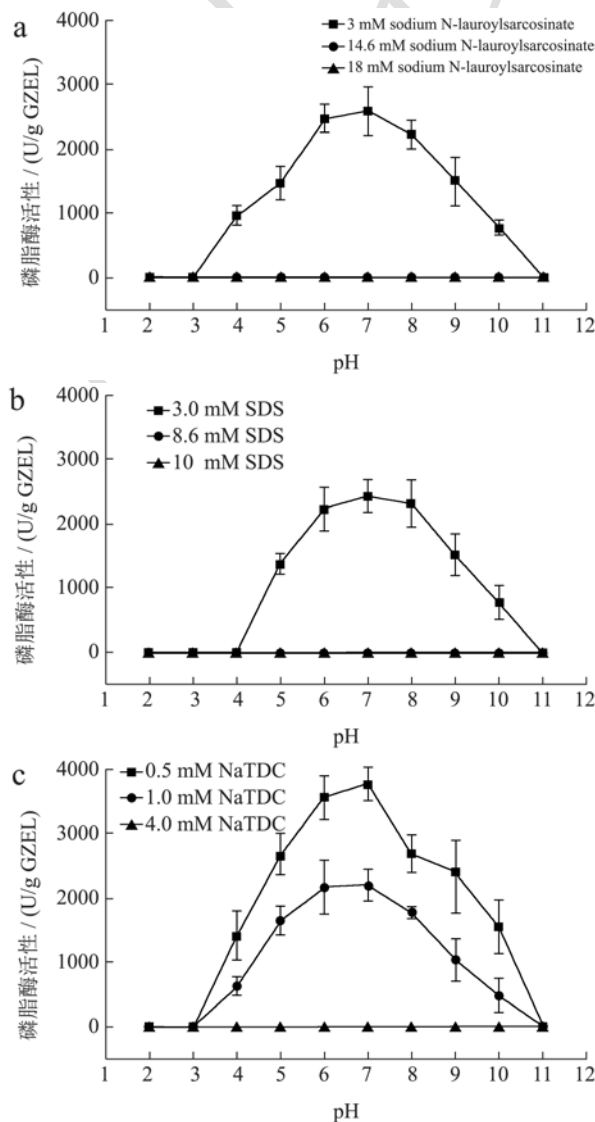 a
3 mM sodium N-lauroylsarcosinate
14.6 mM sodium N-lauroylsarcosinate
18 mM sodium N-lauroylsarcosinate
磷脂酶活性 / (U/g GZEL)
4000
3000
2000
1000
0
1 2 3 4 5 6 7 8 9 10 11 12
pH
b
3.0 mM SDS
8.6 mM SDS
10 mM SDS
磷脂酶活性 / (U/g GZEL)
4000
3000
2000
1000
0
1 2 3 4 5 6 7 8 9 10 11 12
pH
c
0.5 mM NaTDC
1.0 mM NaTDC
4.0 mM NaTDC
磷脂酶活性 / (U/g GZEL)
4000
3000
2000
1000
0
1 2 3 4 5 6 7 8 9 10 11 12
pH